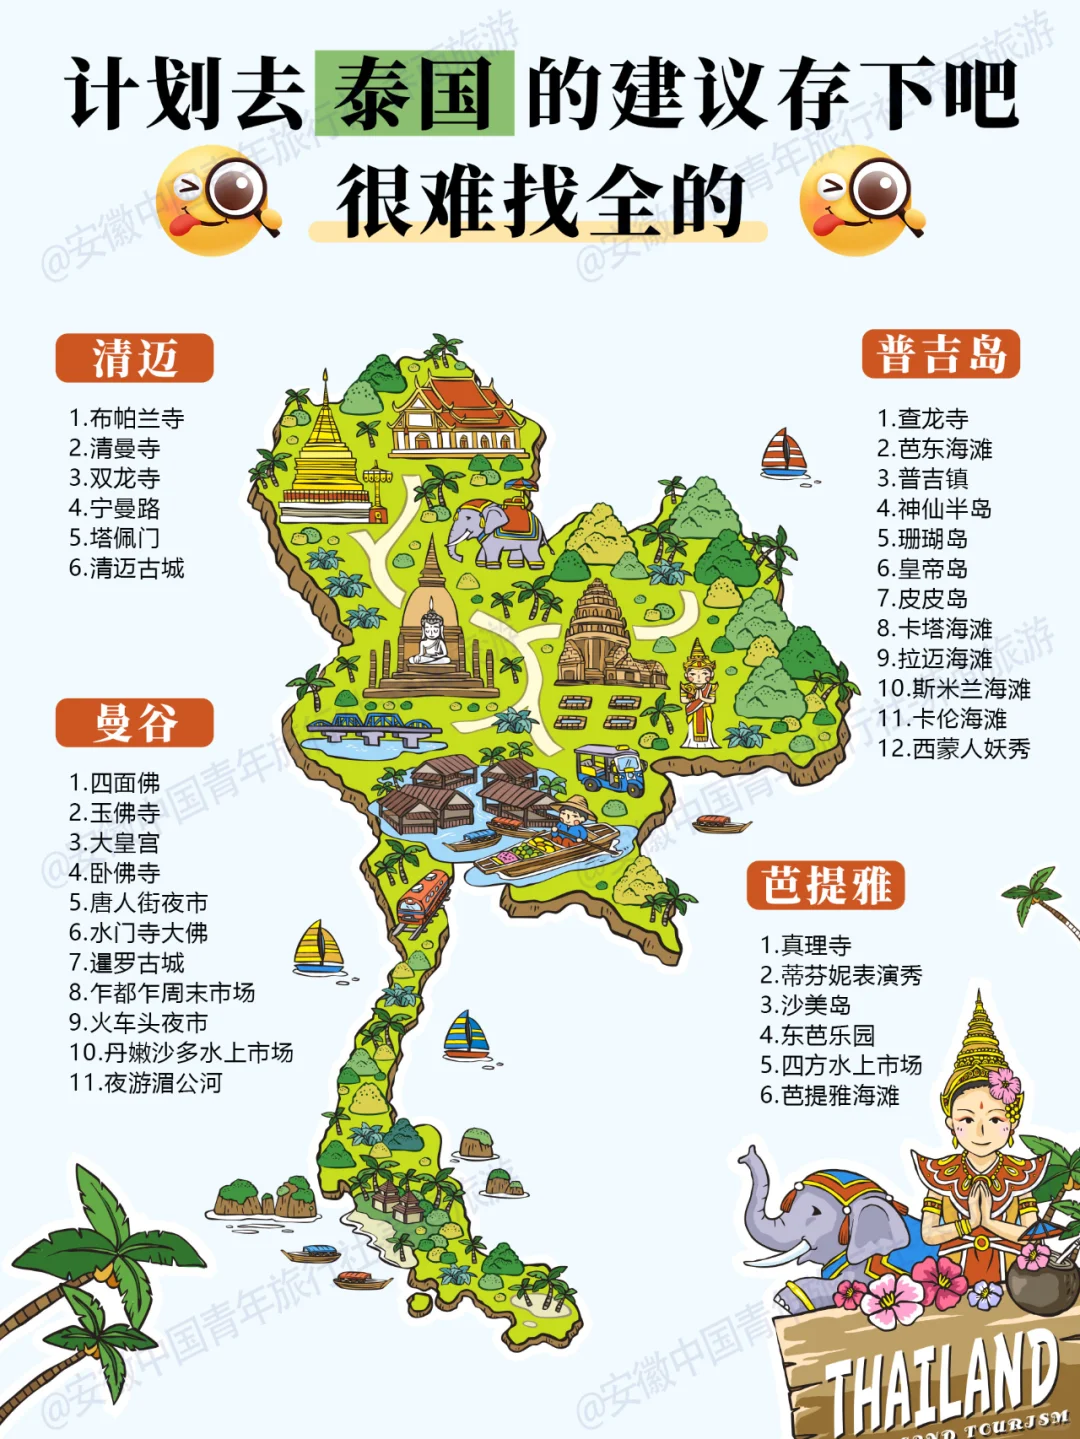 计划去泰国的建议存下吧
很难找全的
清迈
1.布帕兰寺
2.清曼寺
3.双龙寺
4.宁曼路
5.塔佩门
6.清迈古城
普吉岛
1.查龙寺
2.芭东海滩
3.普吉镇
4.神仙半岛
5.珊瑚岛
6.皇帝岛
7.皮皮岛
8.卡塔海滩
9.拉迈海滩
10.斯米兰海滩
11.卡伦海滩
12.西蒙人妖秀
曼谷
1.四面佛
2.玉佛寺
3.大皇宫
4.卧佛寺
5.唐人街夜市
6.水门寺大佛
7.暹罗古城
8.乍都乍周末市场
9.火车头夜市
10.丹嫩沙多水上市场
11.夜游湄公河
芭提雅
1.真理寺
2.蒂芬妮表演秀
3.沙美岛
4.东芭乐园
5.四方水上市场
6.芭提雅海滩
THAILAND
TOURISM